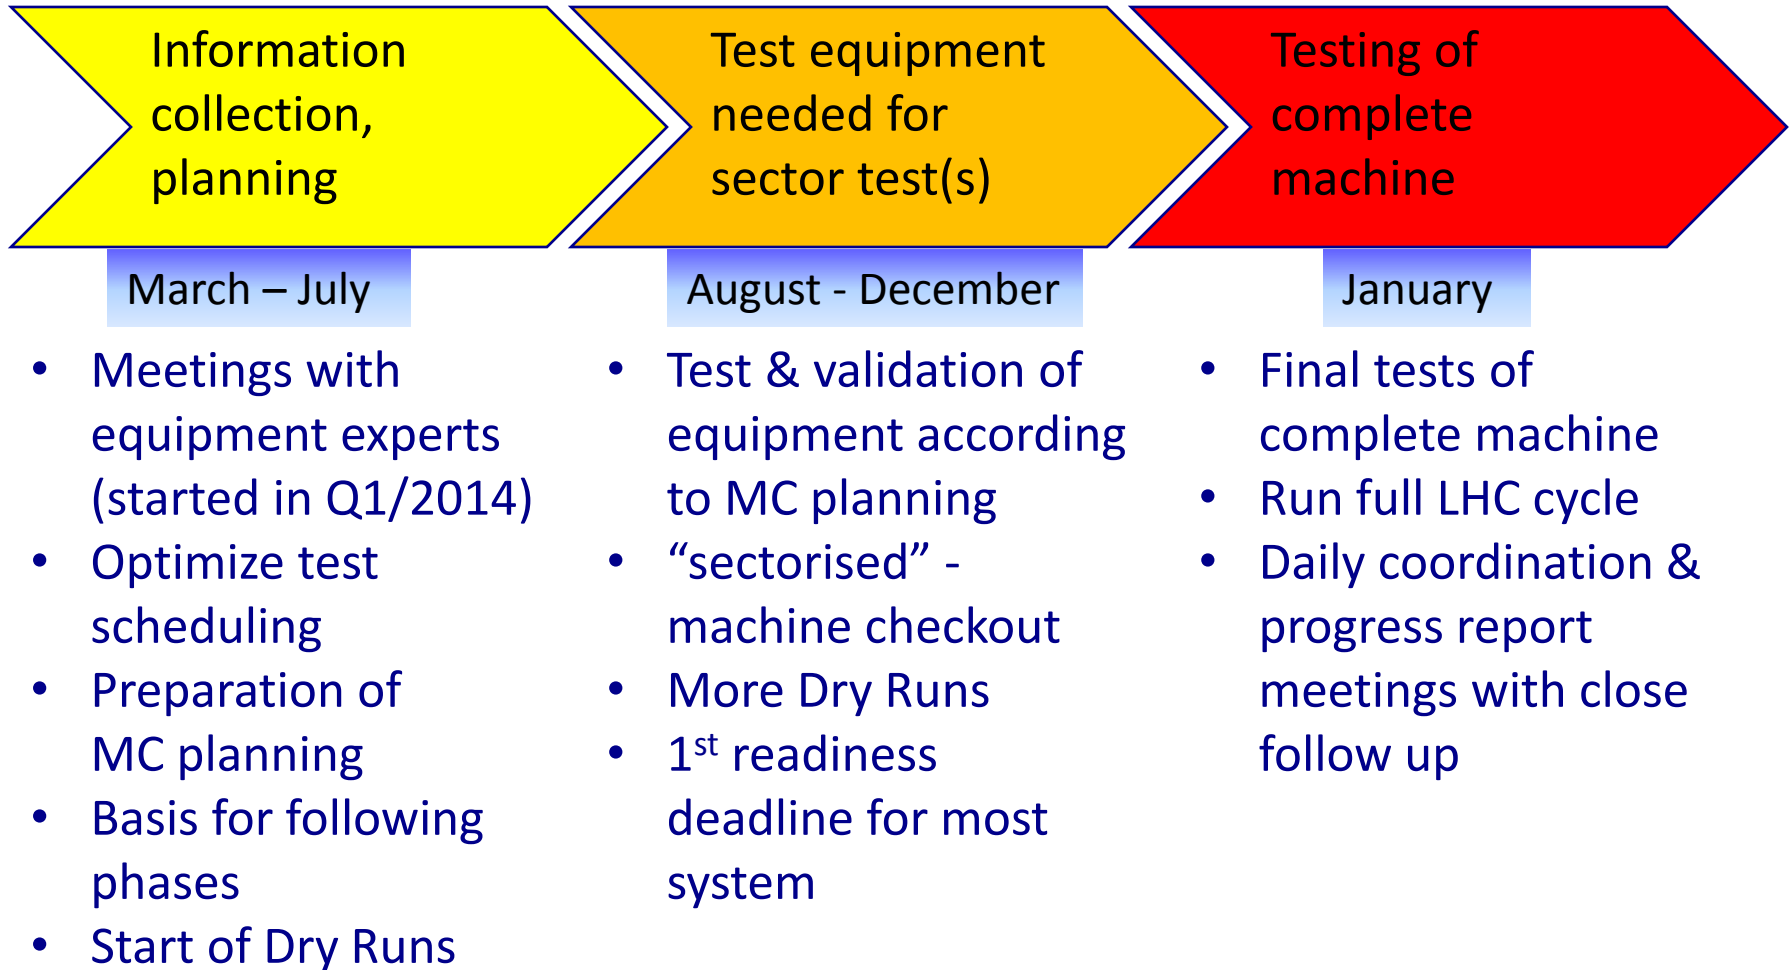 Information
collection,
planning
Test equipment
needed for
sector test(s)
Testing of
complete
machine
March – July
August - December
January
• Meetings with
equipment experts
(started in Q1/2014)
• Optimize test
scheduling
• Preparation of
MC planning
• Basis for following
phases
• Start of Dry Runs
• Test & validation of
equipment according
to MC planning
• “sectorised” -
machine checkout
• More Dry Runs
• 1st readiness
deadline for most
system
• Final tests of
complete machine
• Run full LHC cycle
• Daily coordination &
progress report
meetings with close
follow up